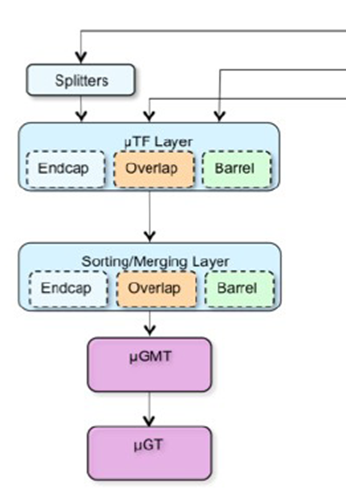 Splitters
µTF Layer
Endcap Overlap Barrel
Sorting/Merging Layer
Endcap Overlap Barrel
µGMT
µGT